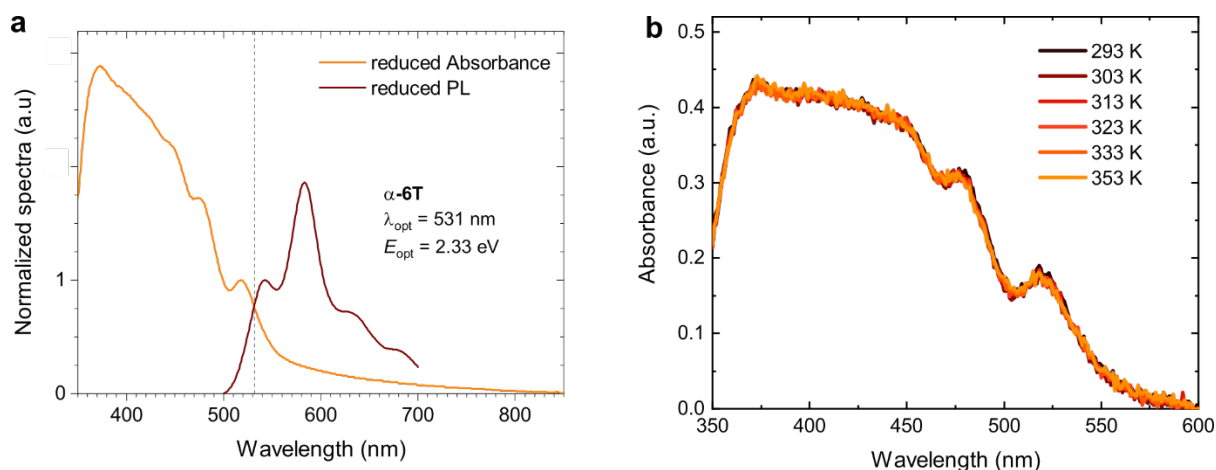 a
Normalized spectra (a.u)
1
0
400 500 600 700 800
Wavelength (nm)
reduced Absorbance
reduced PL
α-6T
λopt = 531 nm
Eopt = 2.33 eV
b
Absorbance (a.u.)
0.5
0.4
0.3
0.2
0.1
0.0
350 400 450 500 550 600
Wavelength (nm)
293 K
303 K
313 K
323 K
333 K
353 K